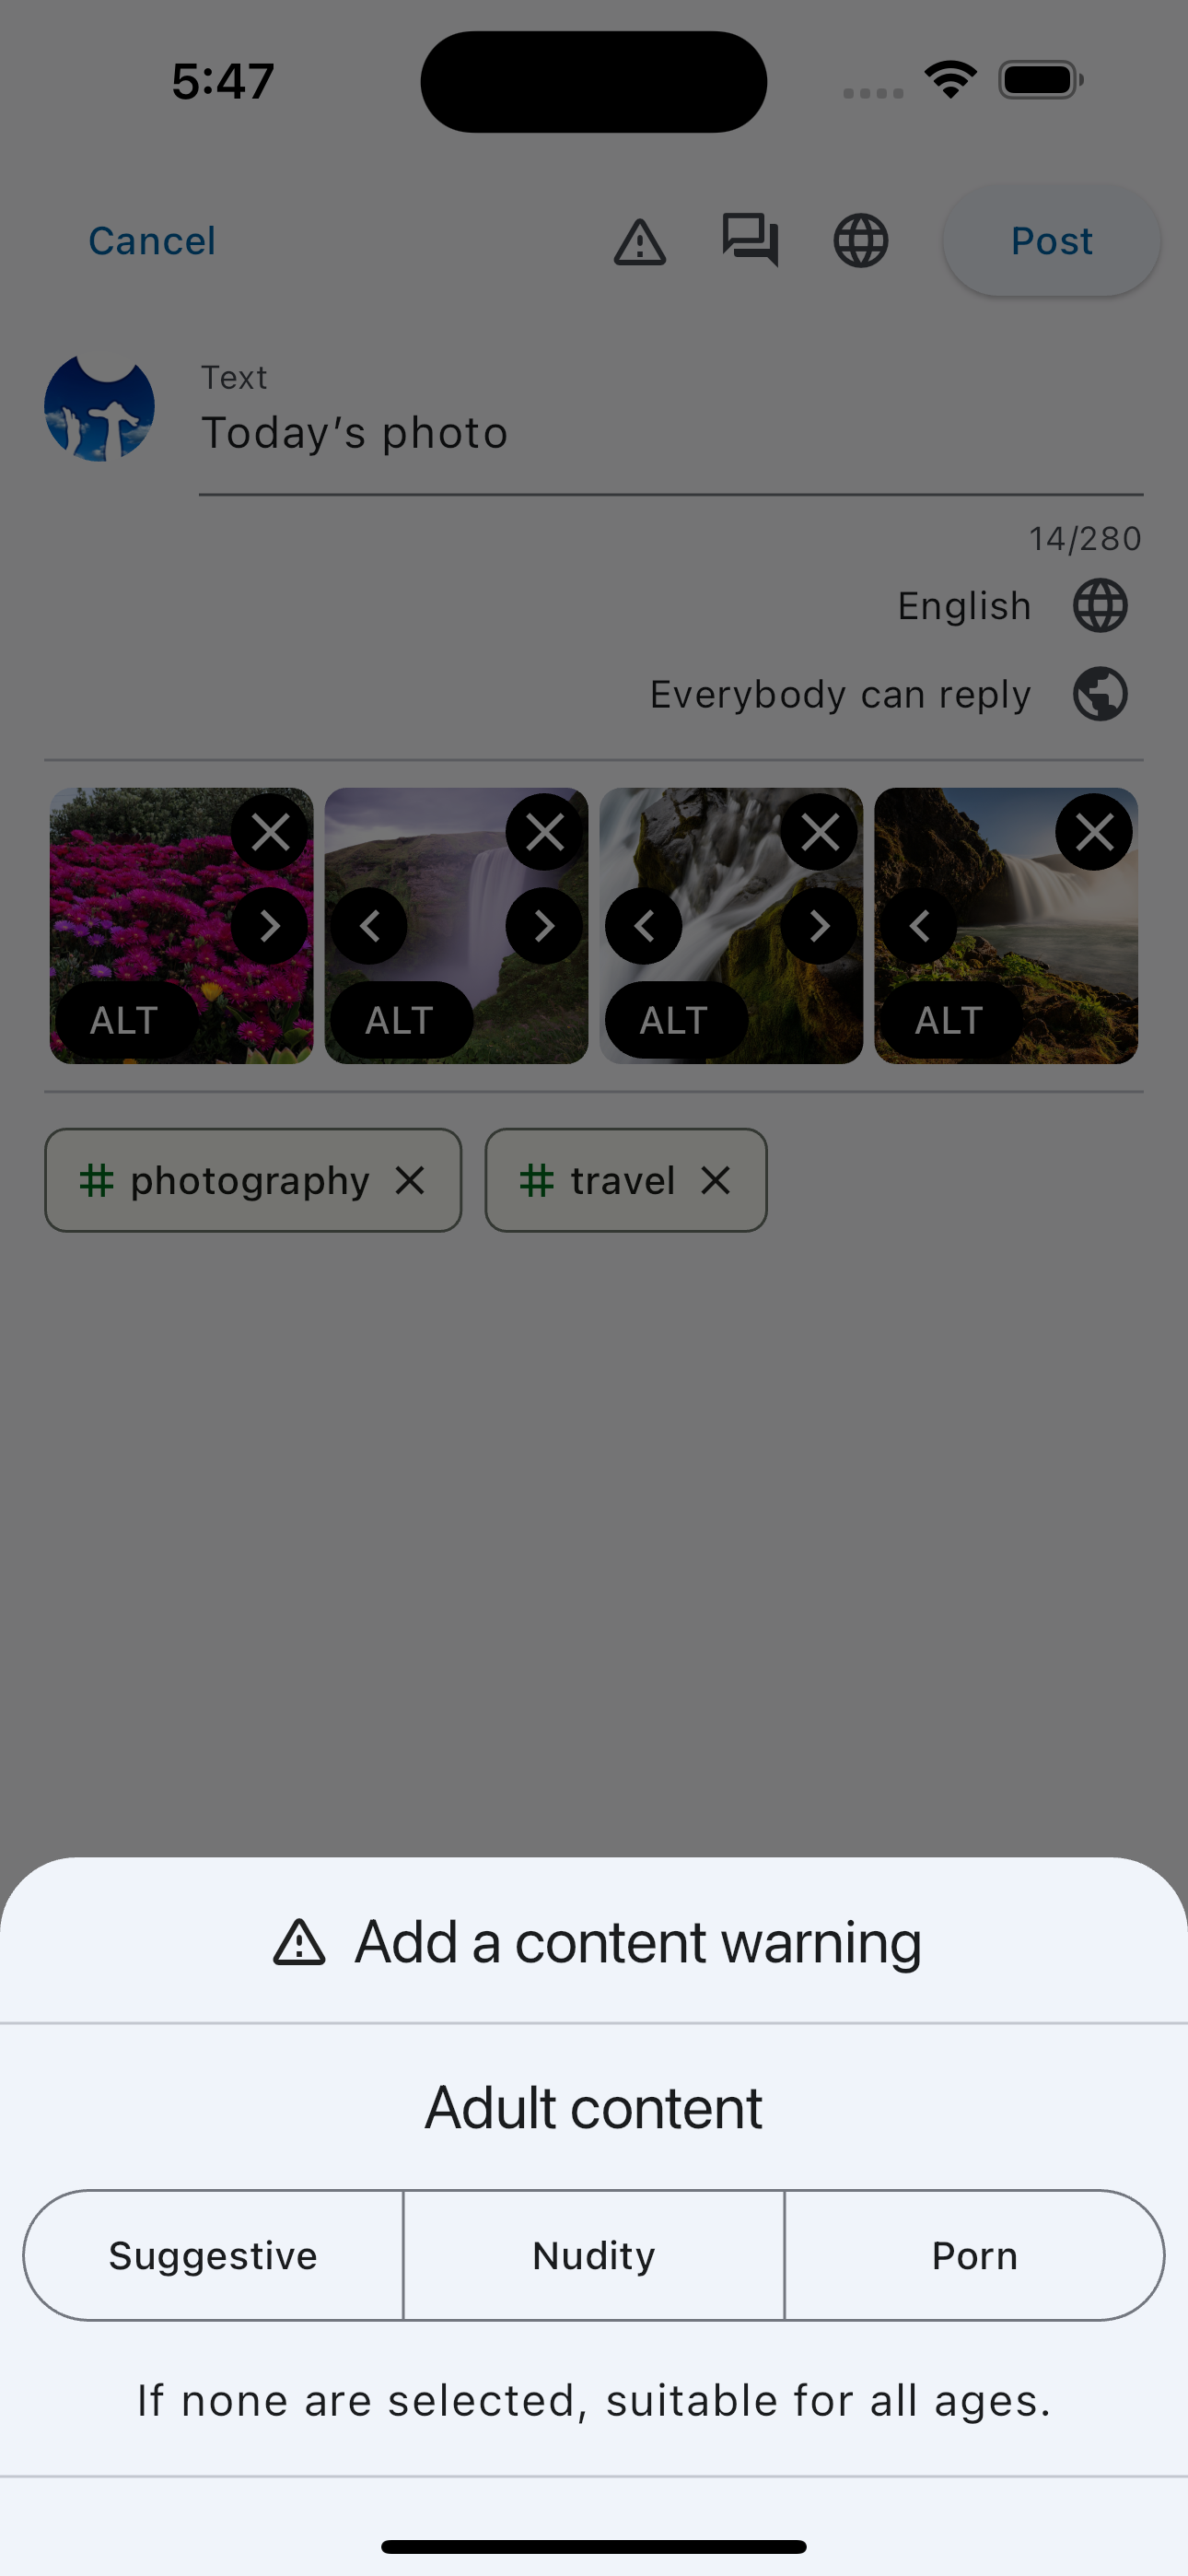 5:47
Cancel
Post
Text
Today’s photo
14/280
English
Everybody can reply
ALT ALT ALT ALT
# photography
# travel
Add a content warning
Adult content
Suggestive Nudity Porn
If none are selected, suitable for all ages.